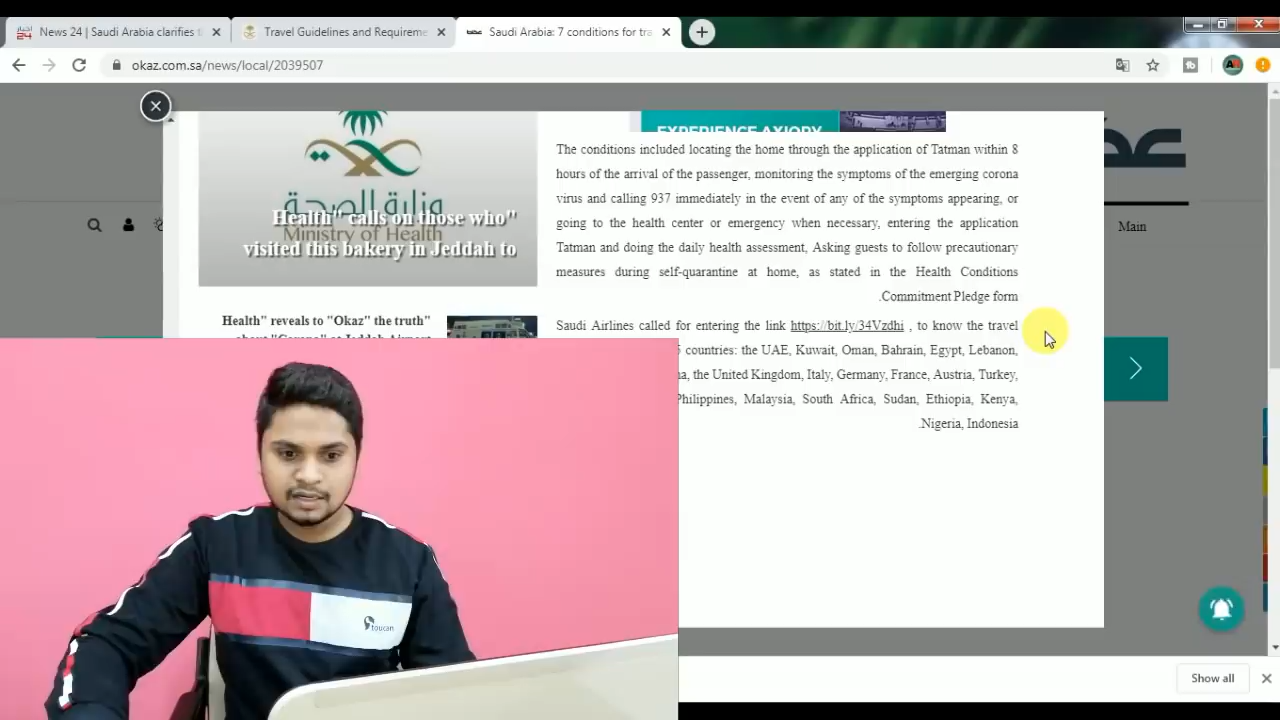 News 24 | Saudi Arabia clarifies t
Travel Guidelines and Requireme
Saudi Arabia: 7 conditions for tra
okaz.com.sa/news/local/2039507
EXPERIENCE AXIORY
وزارة الصحة
Ministry of Health
Health" calls on those who"
visited this bakery in Jeddah to
Health" reveals to "Okaz" the truth"
The conditions included locating the home through the application of Tatman within 8
hours of the arrival of the passenger, monitoring the symptoms of the emerging corona
virus and calling 937 immediately in the event of any of the symptoms appearing, or
going to the health center or emergency when necessary, entering the application
Tatman and doing the daily health assessment, Asking guests to follow precautionary
measures during self-quarantine at home, as stated in the Health Conditions
.Commitment Pledge form
Saudi Airlines called for entering the link https://bit.ly/34Vzdhi , to know the travel
countries: the UAE, Kuwait, Oman, Bahrain, Egypt, Lebanon,
the United Kingdom, Italy, Germany, France, Austria, Turkey,
Philippines, Malaysia, South Africa, Sudan, Ethiopia, Kenya,
.Nigeria, Indonesia
Main
toucan
Show all